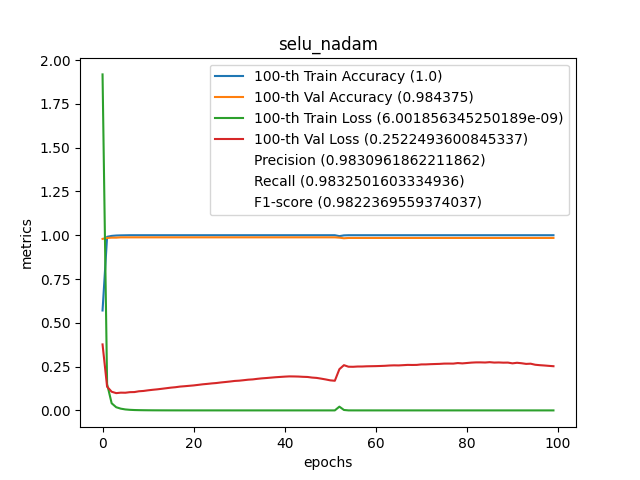 selu_nadam
2.00
1.75
1.50
1.25
1.00
0.75
0.50
0.25
0.00
metrics
100-th Train Accuracy (1.0)
100-th Val Accuracy (0.984375)
100-th Train Loss (6.001856345250189e-09)
100-th Val Loss (0.2522493600845337)
Precision (0.9830961862211862)
Recall (0.9832501603334936)
F1-score (0.9822369559374037)
0 20 40 60 80 100
epochs